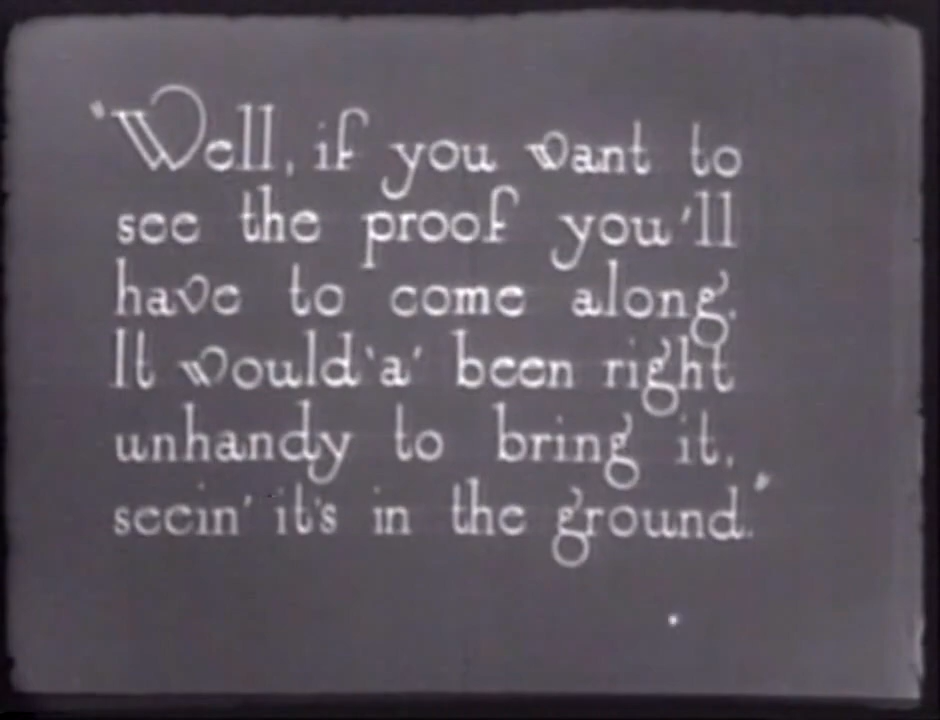 "Well, if you want to
see the proof you'll
have to come along.
It would 'a' been right
unhandy to bring it,
seein' it's in the ground."